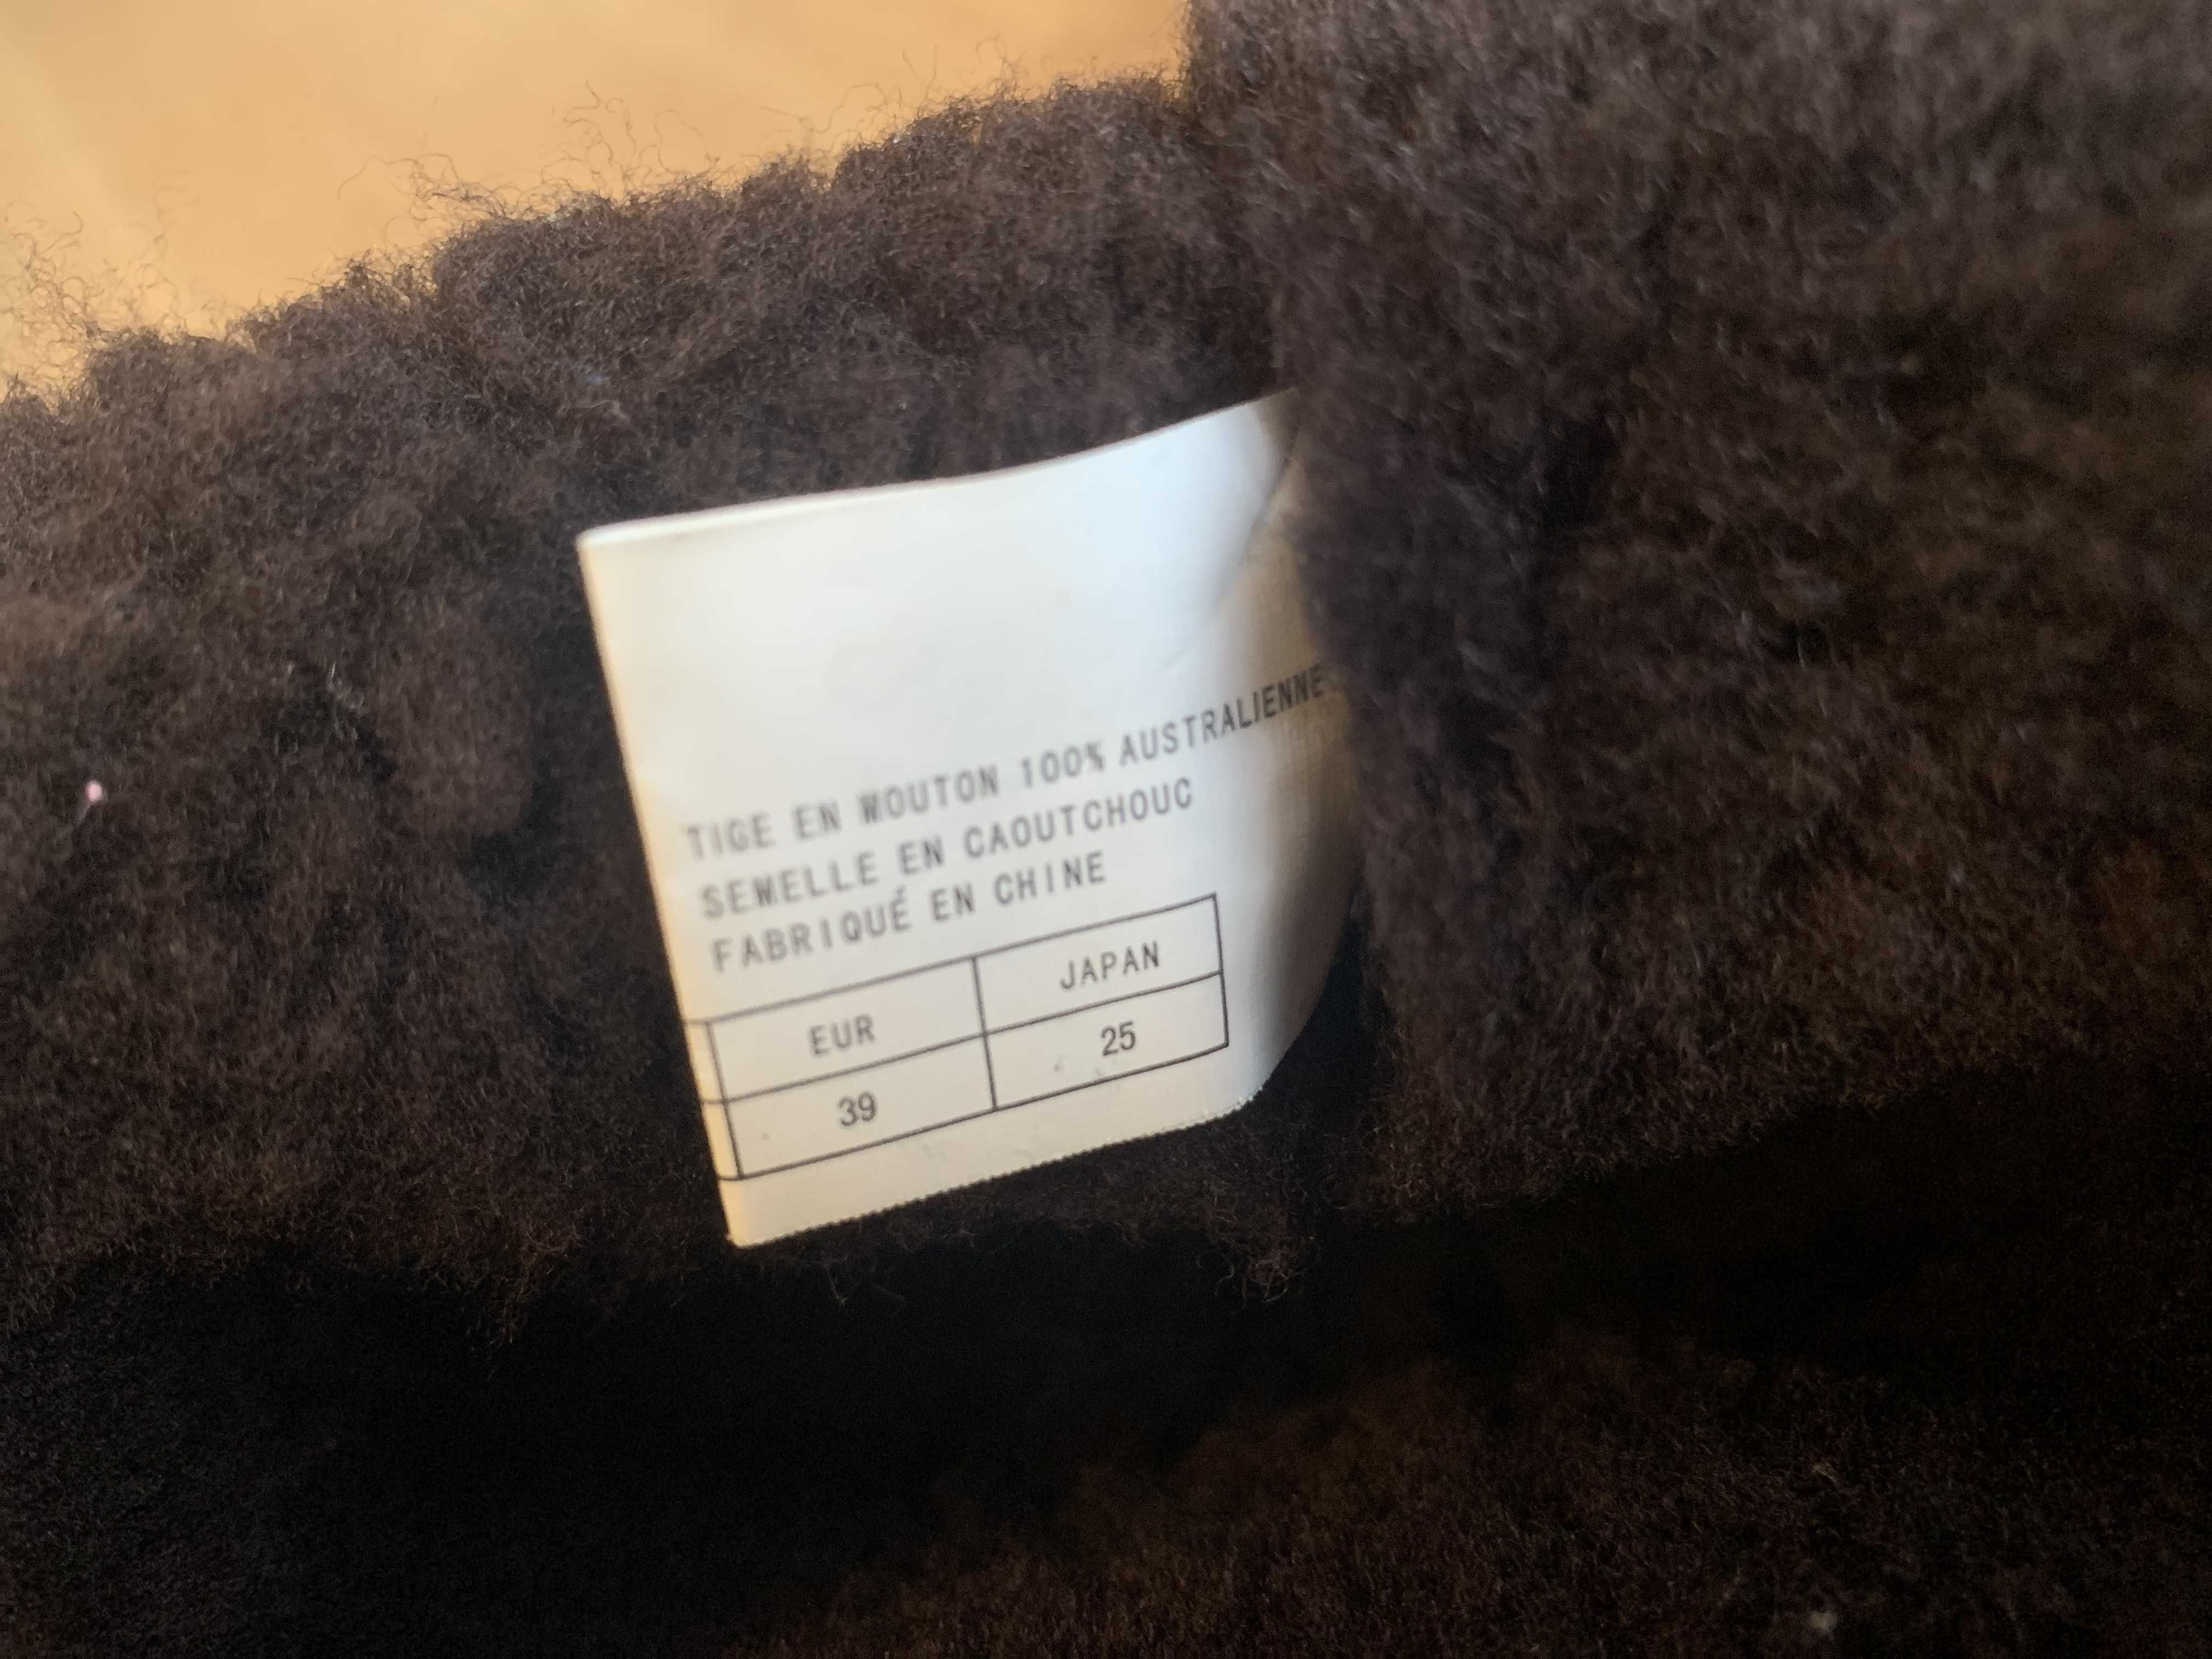 TIGE EN MOUTON 100% AUSTRALIENNE
SEMELLE EN CAOUTCHOUC
FABRIQUÉ EN CHINE
EUR JAPAN
39 25